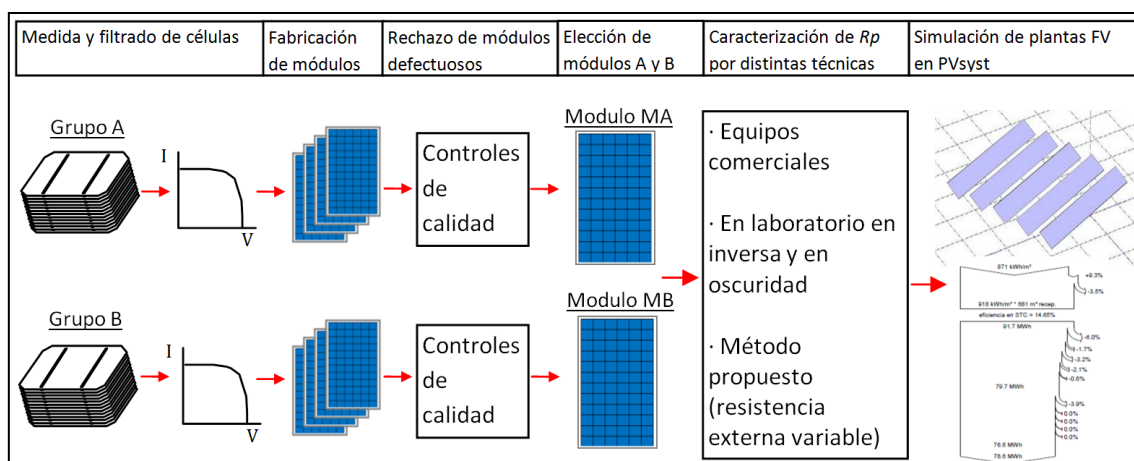 Medida y filtrado de células
Fabricación
de módulos
Rechazo de módulos
defectuosos
Elección de
módulos A y B
Caracterización de Rp
por distintas técnicas
Simulación de plantas FV
en PVsyst
Grupo A
I
V
Controles
de
calidad
Modulo MA
Grupo B
I
V
Controles
de
calidad
Modulo MB
· Equipos
comerciales
· En laboratorio en
inversa y en
oscuridad
· Método
propuesto
(resistencia
externa variable)
871 kWh/m²
+9.3%
-3.6%
918 kWh/m² * 681 m² recep.
eficiencia en STC = 14.65%
91.7 MWh
-6.0%
-1.7%
-3.2%
-2.1%
-0.6%
79.7 MWh
-3.9%
0.0%
0.0%
0.0%
0.0%
76.6 MWh
76.6 MWh